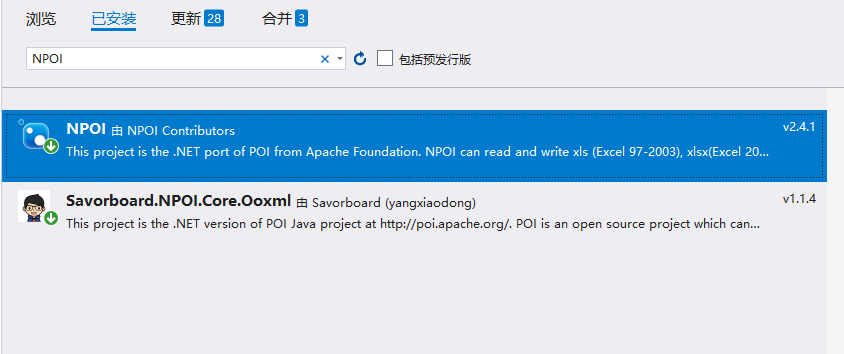 浏览 已安装 更新 28 合并 3
NPOI 包括预发行版
NPOI 由 NPOI Contributors v2.4.1
This project is the .NET port of POI from Apache Foundation. NPOI can read and write xls (Excel 97-2003), xlsx(Excel 20...
Savorboard.NPOI.Core.Ooxml 由 Savorboard (yangxiaodong) v1.1.4
This project is the .NET version of POI Java project at http://poi.apache.org/. POI is an open source project which can...